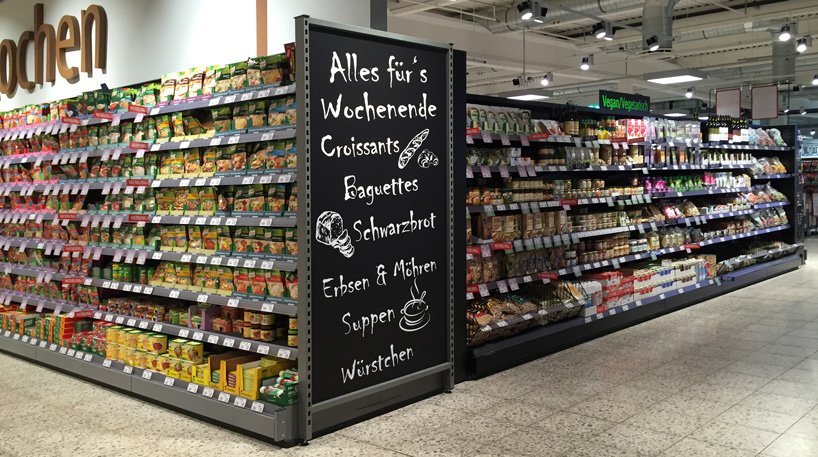 ochen
Alles für's
Wochenende
Croissants
Baguettes
Schwarzbrot
Erbsen & Möhren
Suppen
Würstchen
Vegan/Vegetarisch